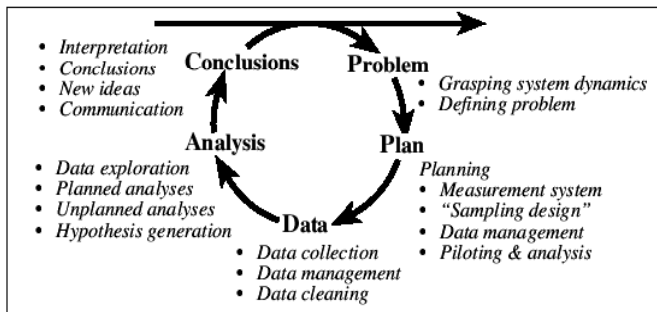 • Interpretation
• Conclusions
• New ideas
• Communication
Conclusions
Problem
• Grasping system dynamics
• Defining problem
Analysis
Plan
• Data exploration
• Planned analyses
• Unplanned analyses
• Hypothesis generation
Planning
• Measurement system
• “Sampling design”
• Data management
• Piloting & analysis
Data
• Data collection
• Data management
• Data cleaning